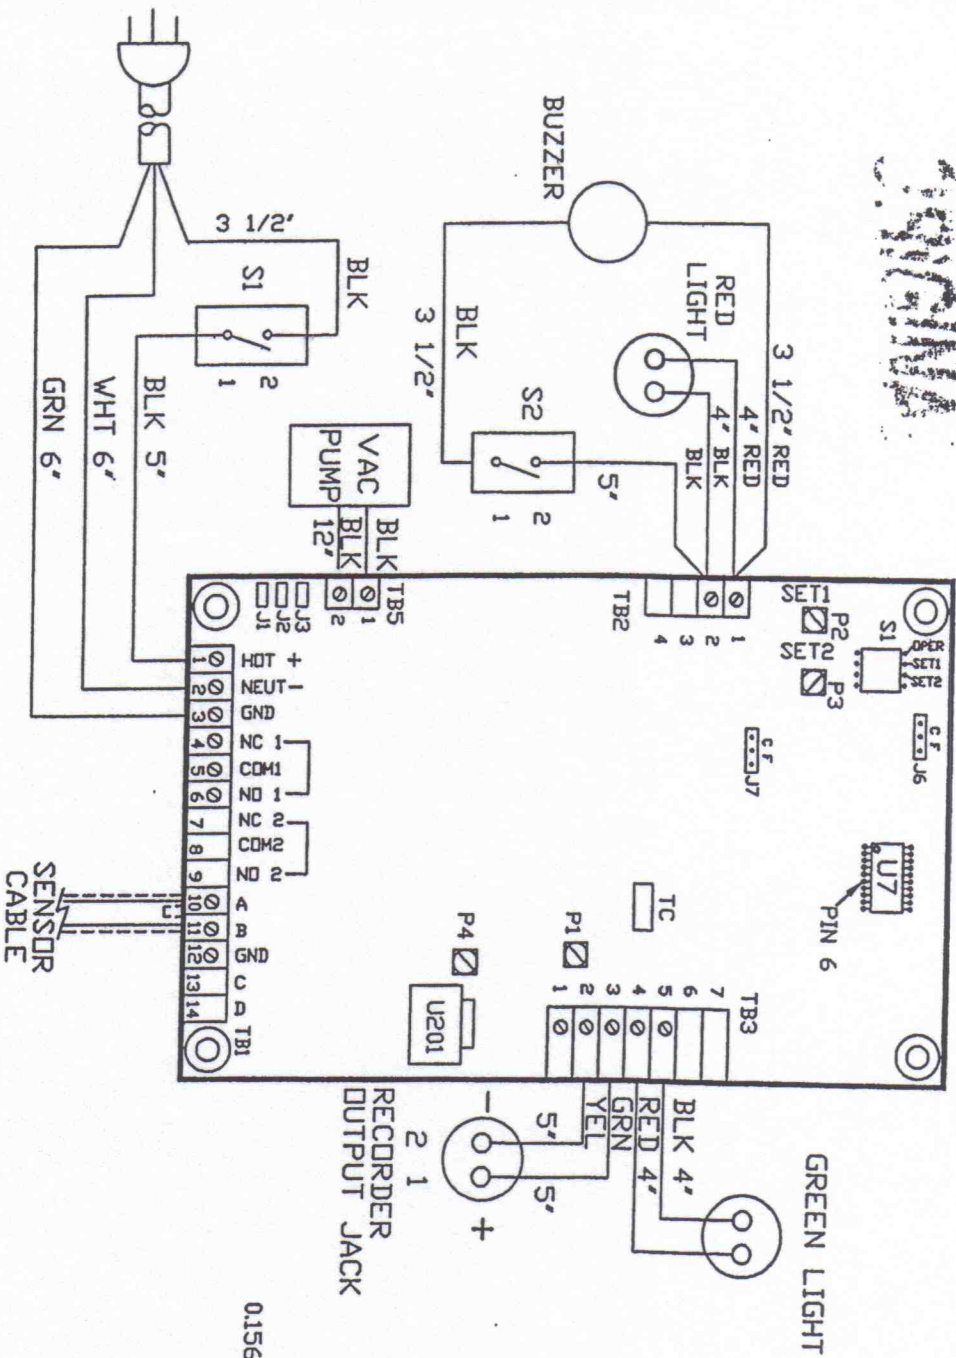 BUZZER
3 1/2"
BLK
S1
2
1
BLK 5"
WHT 6"
GRN 6"
3 1/2" RED
RED
LIGHT
4" RED
4" BLK
BLK
BLK
3 1/2"
S2
2
1
5"
VAC
PUMP
BLK
BLK
12"
TB5
1
2
J3
J2
J1
TB2
1
2
3
4
SET1
P2
SET2
P3
S1
OPER
SET1
SET2
C F
J6
C F
J7
U7
PIN 6
TC
P1
P4
U201
TB3
7
6
5
4
3
2
1
1 HOT +
2 NEUT-
3 GND
4 NC 1
5 COM1
6 NO 1
7 NC 2
8 COM2
9 NO 2
10 A
11 B
12 GND
13 C
14 D
TB1
SENSOR
CABLE
BLK 4"
RED 4"
GRN
YEL
5"
5"
- +
2 1
RECORDER
OUTPUT JACK
GREEN LIGHT
0.156